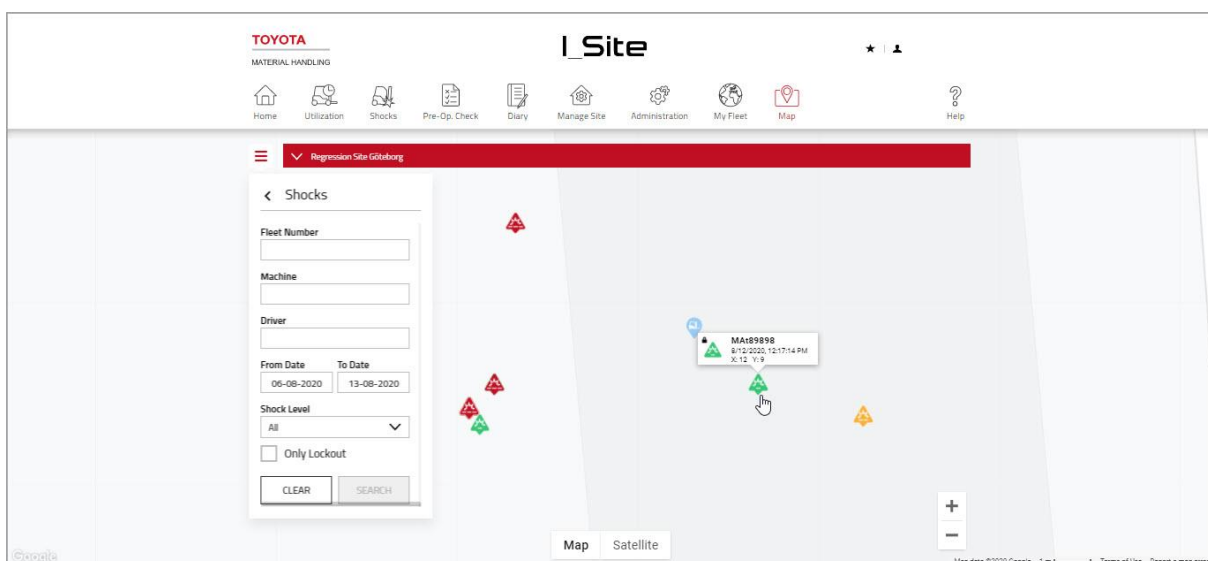 TOYOTA
MATERIAL HANDLING
I_Site
Home
Utilization
Shocks
Pre-Op. Check
Diary
Manage Site
Administration
My Fleet
Map
Help
Regression Site Göteborg
Shocks
Fleet Number
Machine
Driver
From Date To Date
06-08-2020 13-08-2020
Shock Level
All
Only Lockout
CLEAR SEARCH
MAt89898
8/12/2020, 12:17:14 PM
X: 12 Y: 9
Map Satellite
Google